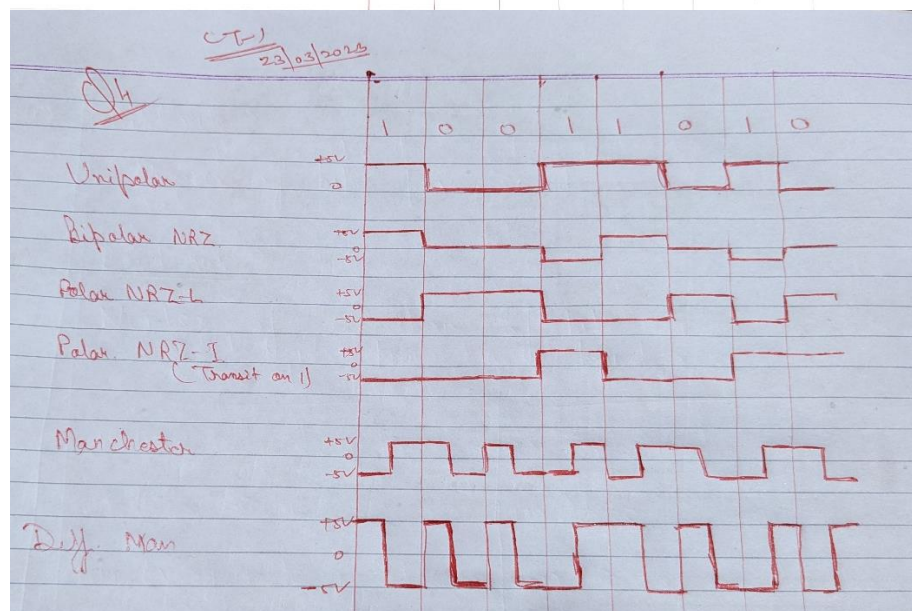 (T-1)
23/03/2023
Q4
1 0 0 1 1 0 1 0
Unipolar
+5V
0
Bipolar NRZ
+5V
0
-5V
Polar NRZ-L
+5V
0
-5V
Polar NRZ-I
(Transit on 1)
+5V
0
-5V
Manchester
+5V
0
-5V
Diff. Man
+5V
0
-5V